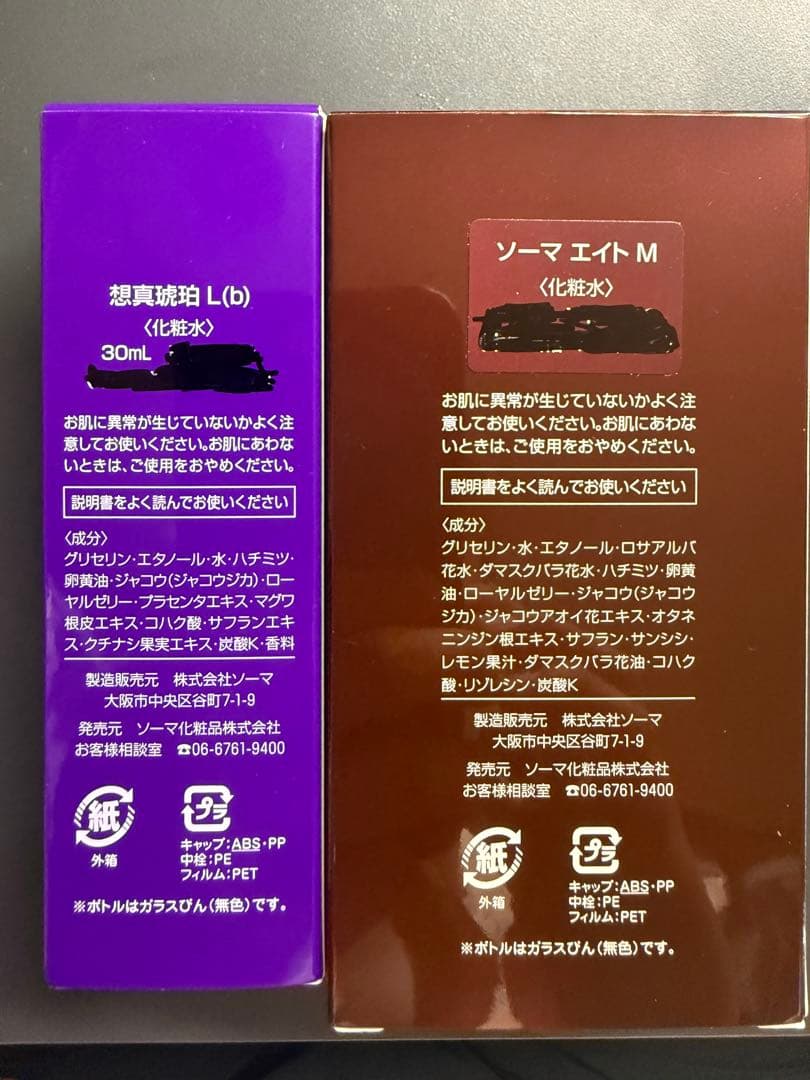 想真琥珀 L(b)
〈化粧水〉
30mL
お肌に異常が生じていないかよく注
意してお使いください。お肌にあわな
いときは、ご使用をおやめください。
説明書をよく読んでお使いください
〈成分〉
グリセリン・エタノール・水・ハチミツ・
卵黄油・ジャコウ(ジャコウジカ)・ロー
ヤルゼリー・プラセンタエキス・マグワ
根皮エキス・コハク酸・サフランエキ
ス・クチナシ果実エキス・炭酸K・香料
製造販売元 株式会社ソーマ
大阪市中央区谷町7-1-9
発売元 ソーマ化粧品株式会社
お客様相談室 ☎06-6761-9400
紙
外箱
プラ
キャップ:ABS・PP
中栓:PE
フィルム:PET
※ボトルはガラスびん(無色)です。
ソーマ エイト M
〈化粧水〉
お肌に異常が生じていないかよく注
意してお使いください。お肌にあわな
いときは、ご使用をおやめください。
説明書をよく読んでお使いください
〈成分〉
グリセリン・水・エタノール・ロサアルバ
花水・ダマスクバラ花水・ハチミツ・卵黄
油・ローヤルゼリー・ジャコウ(ジャコウ
ジカ)・ジャコウアオイ花エキス・オタネ
ニンジン根エキス・サフラン・サンシシ・
レモン果汁・ダマスクバラ花油・コハク
酸・リゾレシン・炭酸K
製造販売元 株式会社ソーマ
大阪市中央区谷町7-1-9
発売元 ソーマ化粧品株式会社
お客様相談室 ☎06-6761-9400
紙
外箱
プラ
キャップ:ABS・PP
中栓:PE
フィルム:PET
※ボトルはガラスびん(無色)です。